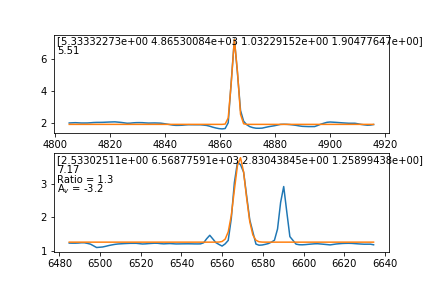 [5.33332273e+00 4.86530084e+03 1.03229152e+00 1.90477647e+00]
5.51
6
4
2
4800 4820 4840 4860 4880 4900 4920
[2.53302511e+00 6.56877591e+03 2.83043845e+00 1.25899438e+00]
7.17
Ratio = 1.3
Av = -3.2
3
2
1
6480 6500 6520 6540 6560 6580 6600 6620 6640